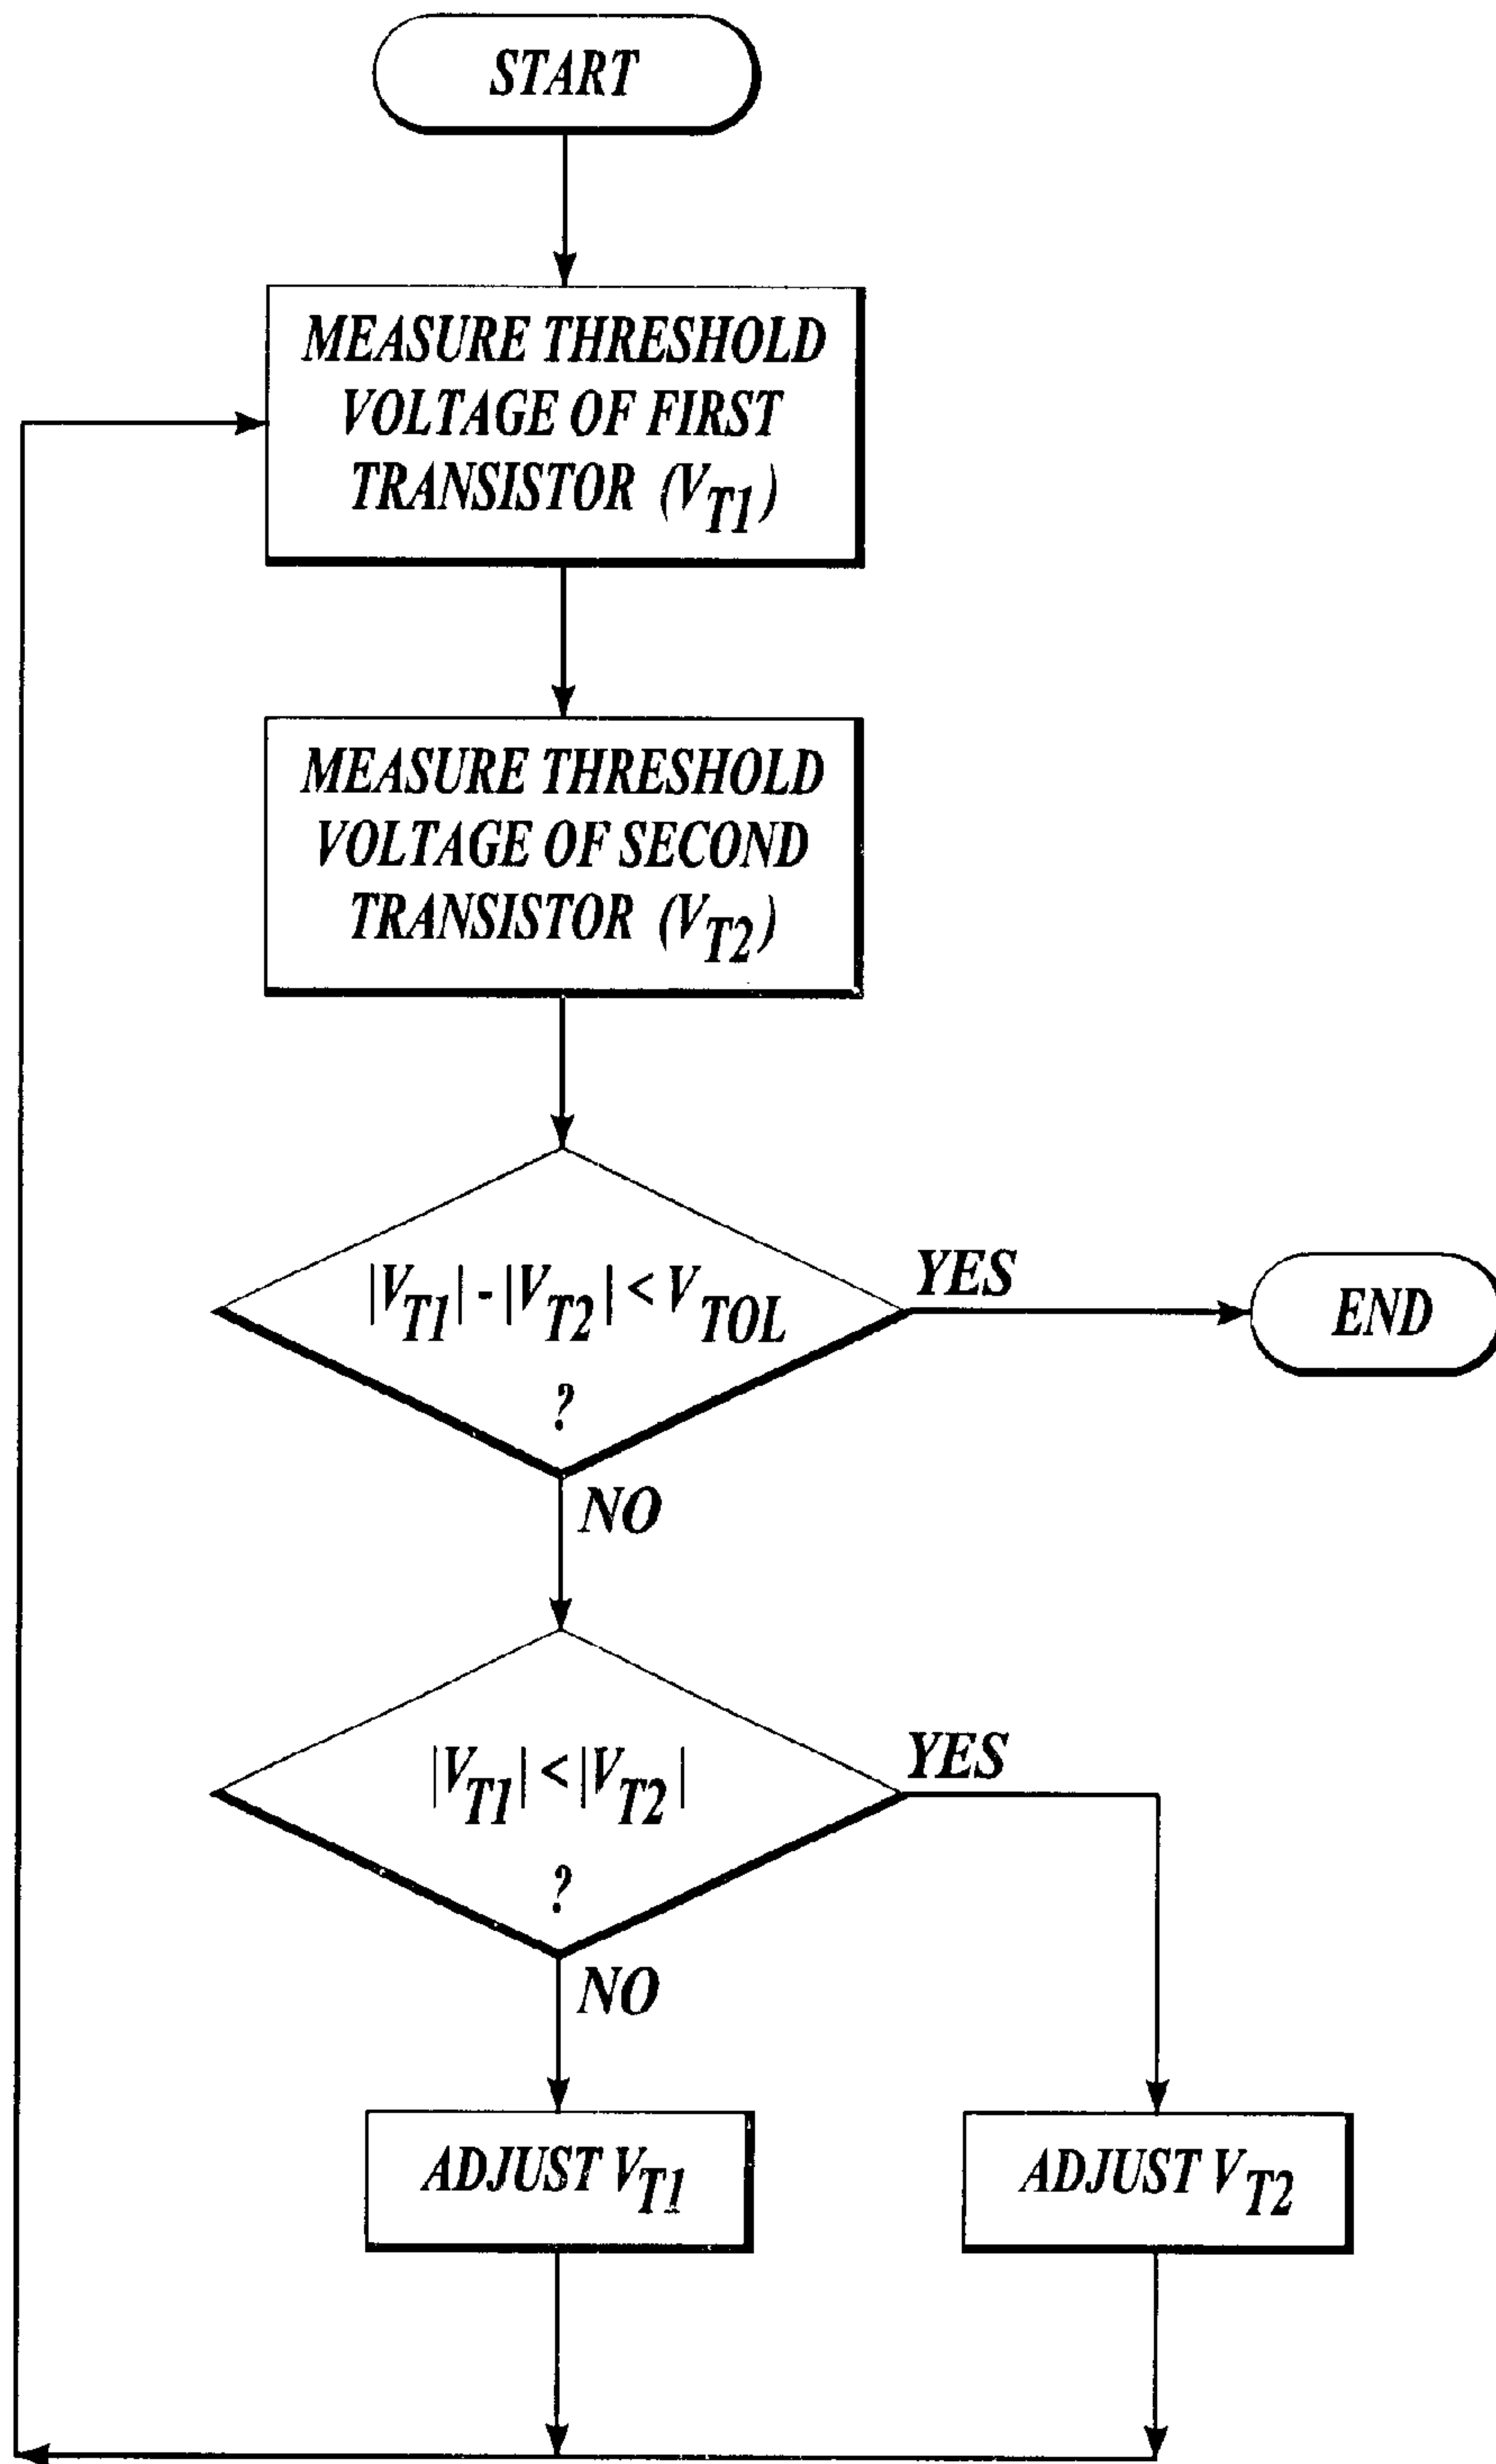 START
MEASURE THRESHOLD
VOLTAGE OF FIRST
TRANSISTOR (VT1)
MEASURE THRESHOLD
VOLTAGE OF SECOND
TRANSISTOR (VT2)
|VT1| - |VT2| < VTOL
?
YES
END
NO
|VT1| < |VT2|
?
YES
NO
ADJUST VT1
ADJUST VT2